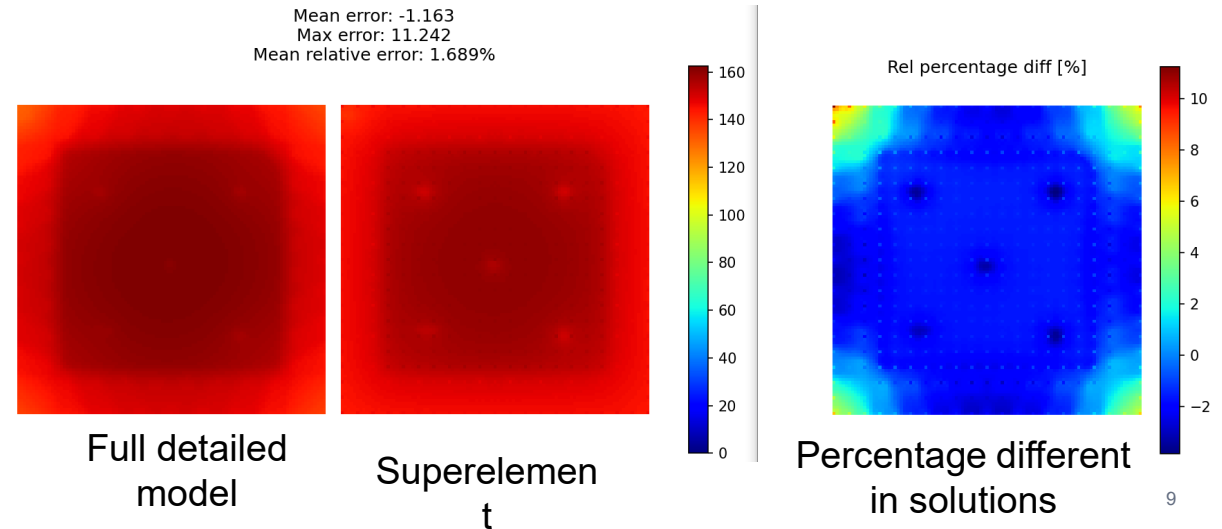 Mean error: -1.163
Max error: 11.242
Mean relative error: 1.689%
160
140
120
100
80
60
40
20
0
Rel percentage diff [%]
10
8
6
4
2
0
−2
Full detailed
model
Superelemen
t
Percentage different
in solutions
9